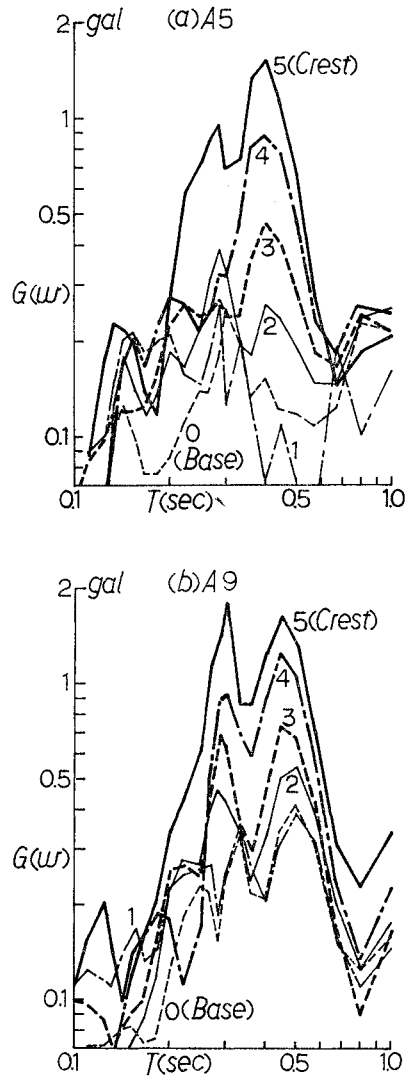 2 gal (a) A5
5(Crest)
1
4
0.5
3
G(ω)
2
0
(Base)
1
0.1
0.1 T(sec) 0.5 1.0
2 gal (b) A9
5(Crest)
1
4
3
0.5
2
G(ω)
1
0.1
0(Base)
0.1 T(sec) 0.5 1.0